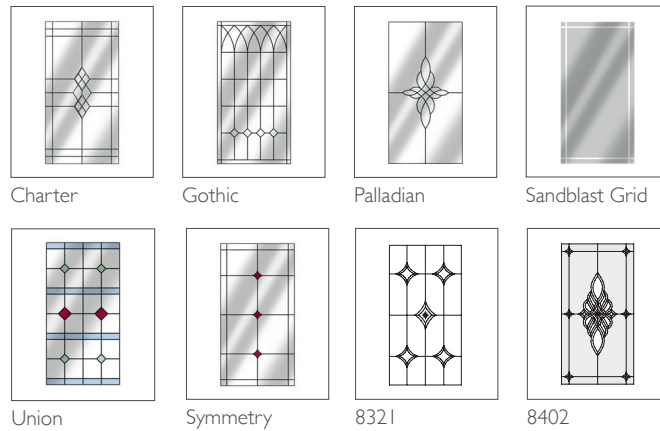 Charter
Gothic
Palladian
Sandblast Grid
Union
Symmetry
8321
8402